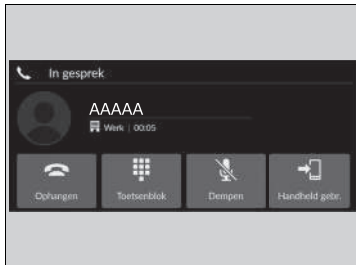 In gesprek
AAAAA
Werk | 00:05
Ophangen Toetsenblok Dempen Handheld gebr.